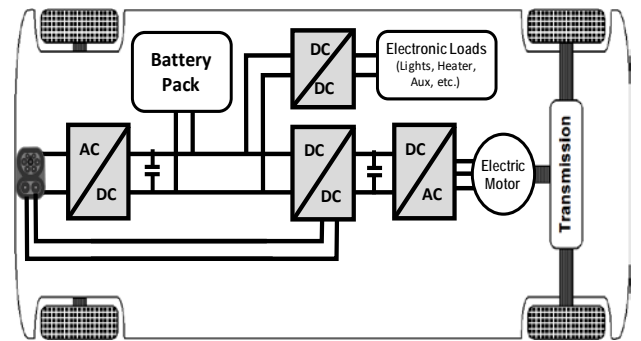 Battery
Pack
DC
DC
Electronic Loads
(Lights, Heater,
Aux, etc.)
AC
DC
DC
DC
DC
AC
Electric
Motor
Transmission